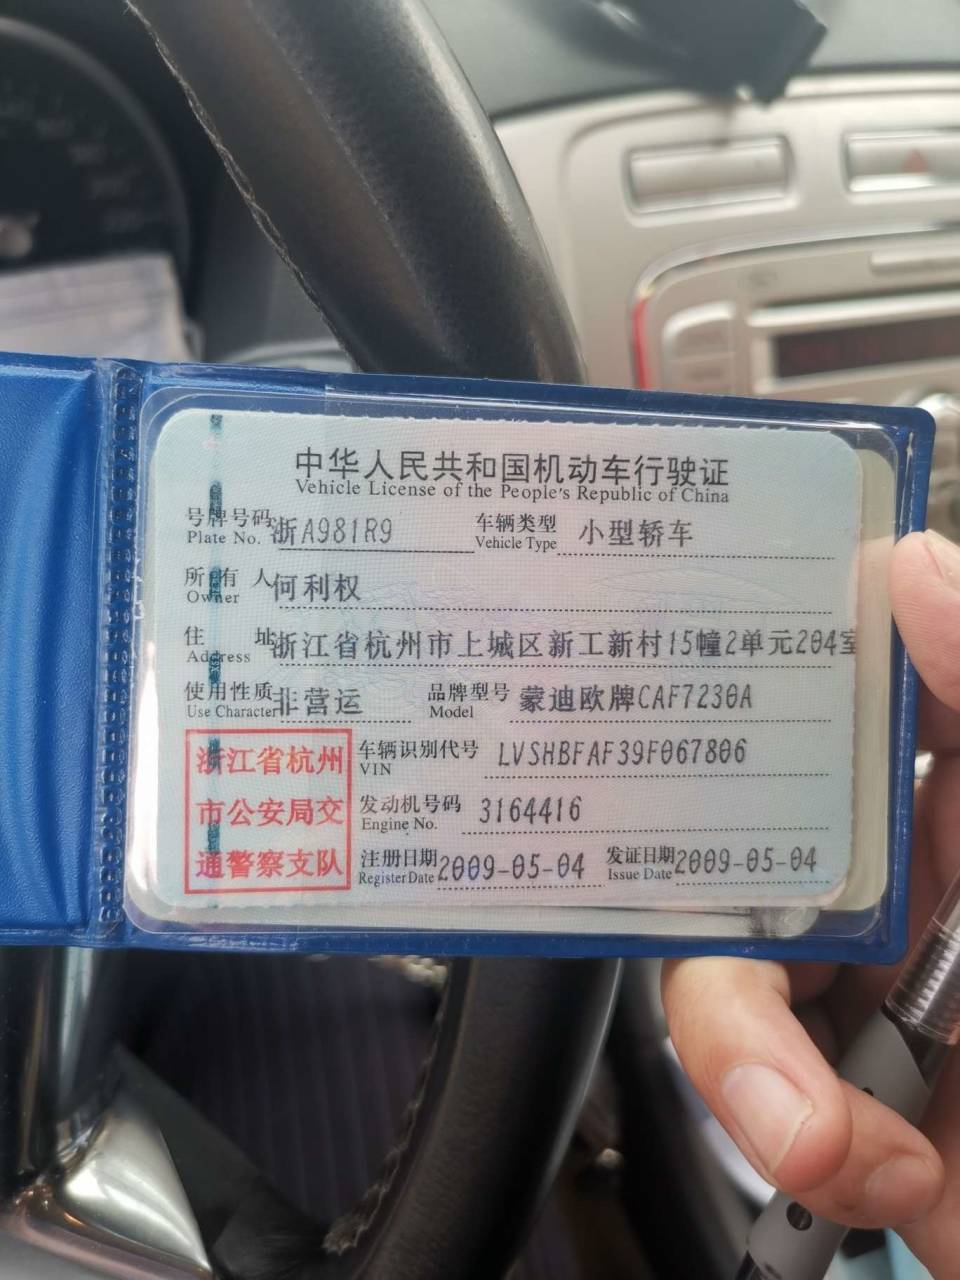 中华人民共和国机动车行驶证
Vehicle License of the People's Republic of China
号牌号码 浙A981R9 车辆类型 小型轿车
Plate No. Vehicle Type
所有人 何利权
Owner
住址 浙江省杭州市上城区新工新村15幢2单元204室
Address
使用性质 非营运 品牌型号 蒙迪欧牌CAF7230A
Use Character Model
车辆识别代号 LVSHBFAF39F067806
VIN
发动机号码 3164416
Engine No.
注册日期 2009-05-04 发证日期 2009-05-04
Register Date Issue Date
浙江省杭州
市公安局交
通警察支队